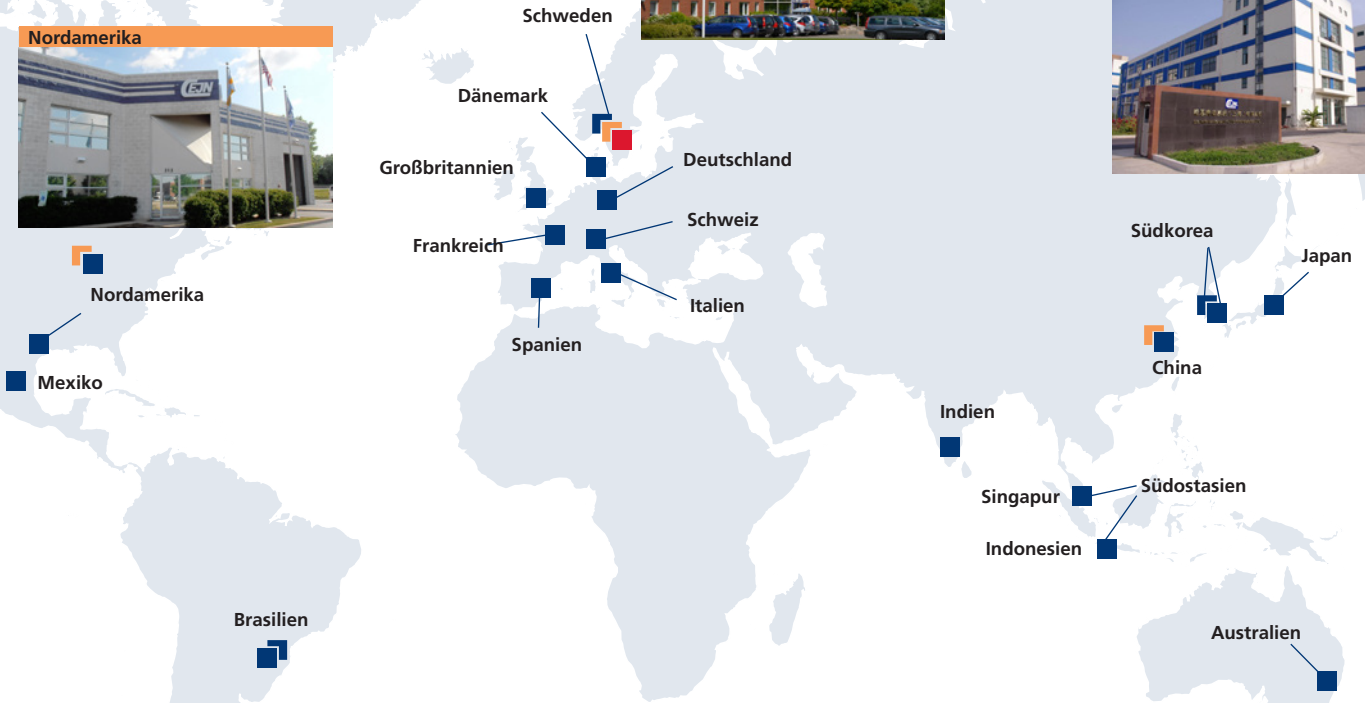 Schweden
Nordamerika
CEJN
Dänemark
Großbritannien
Deutschland
Schweiz
Frankreich
Südkorea
Japan
Nordamerika
Italien
Spanien
China
Mexiko
Indien
Singapur
Südostasien
Indonesien
Brasilien
Australien